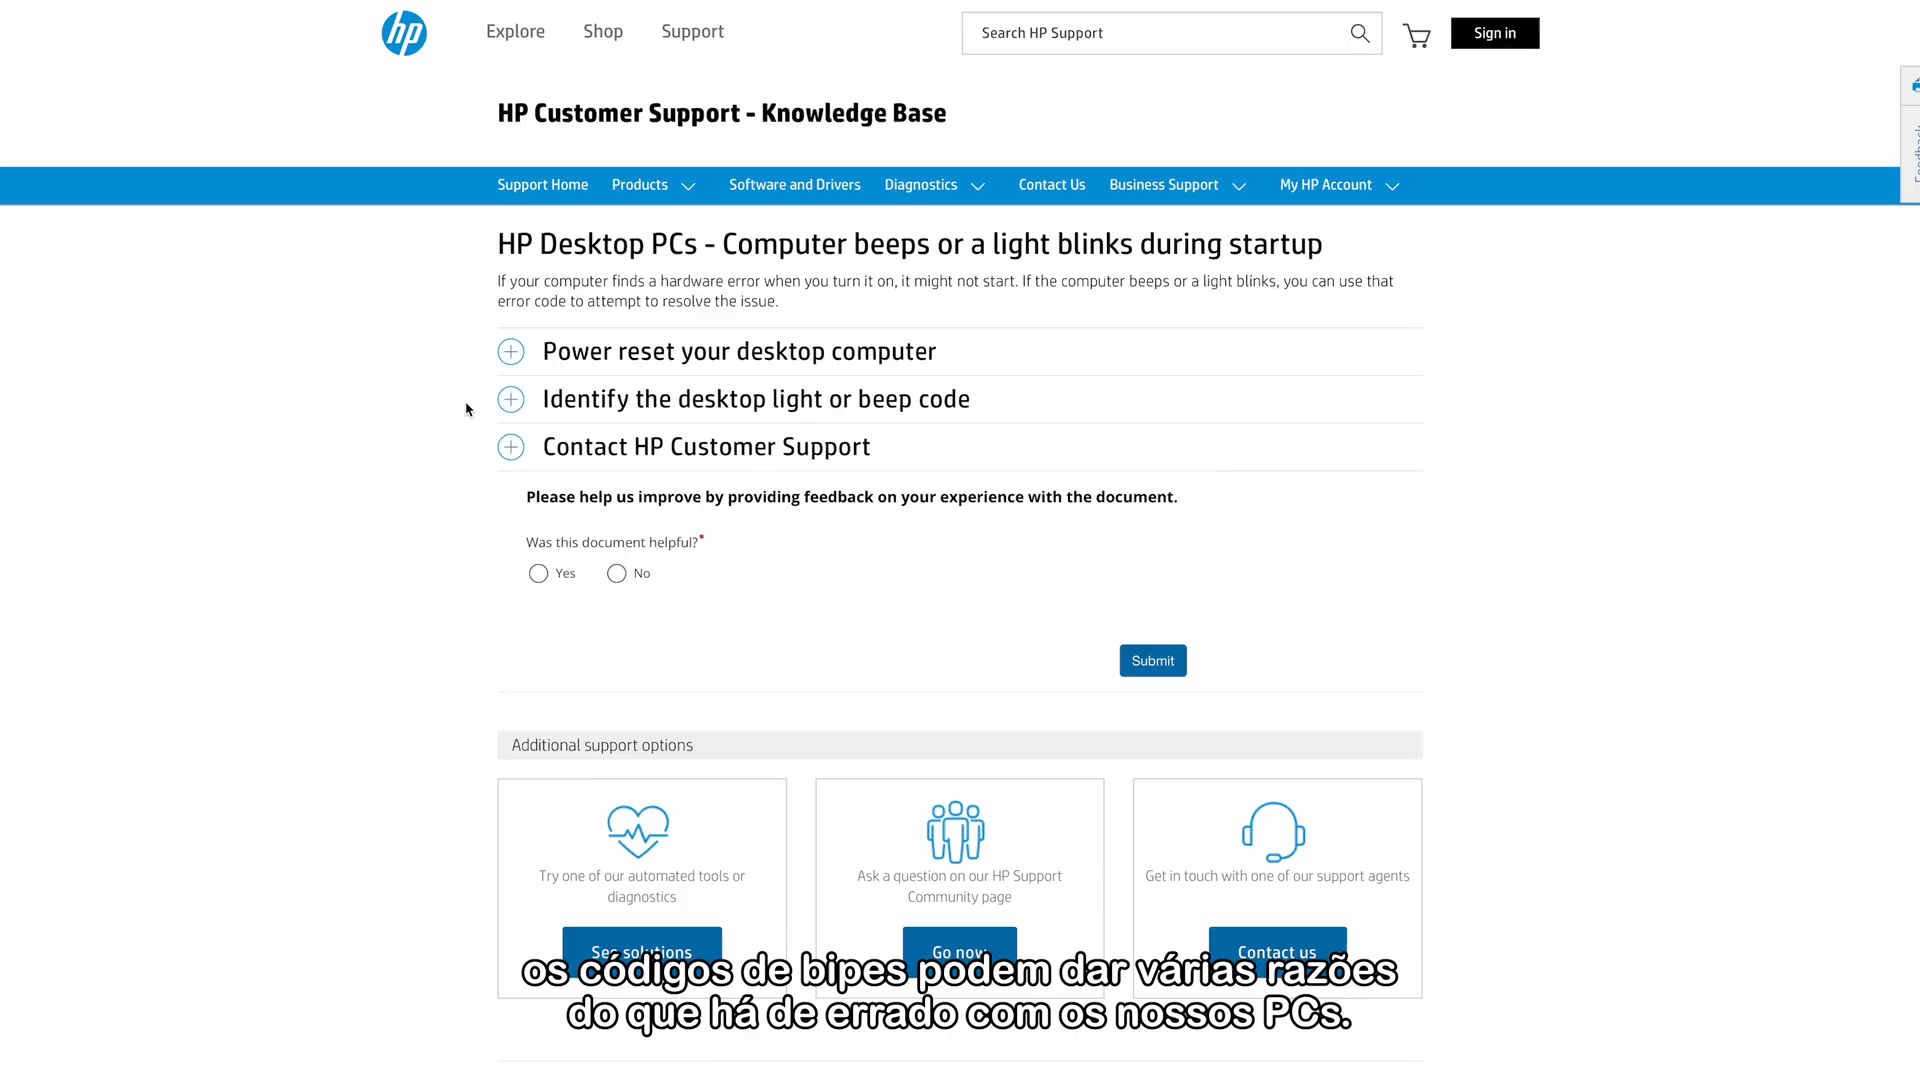 hp
Explore
Shop
Support
Search HP Support
Sign in
HP Customer Support - Knowledge Base
Support Home
Products
Software and Drivers
Diagnostics
Contact Us
Business Support
My HP Account
HP Desktop PCs - Computer beeps or a light blinks during startup
If your computer finds a hardware error when you turn it on, it might not start. If the computer beeps or a light blinks, you can use that
error code to attempt to resolve the issue.
Power reset your desktop computer
Identify the desktop light or beep code
Contact HP Customer Support
Please help us improve by providing feedback on your experience with the document.
Was this document helpful?*
Yes
No
Submit
Additional support options
Try one of our automated tools or
diagnostics
See solutions
Ask a question on our HP Support
Community page
Go now
Get in touch with one of our support agents
Contact us
os códigos de bipes podem dar várias razões
do que há de errado com os nossos PCs.